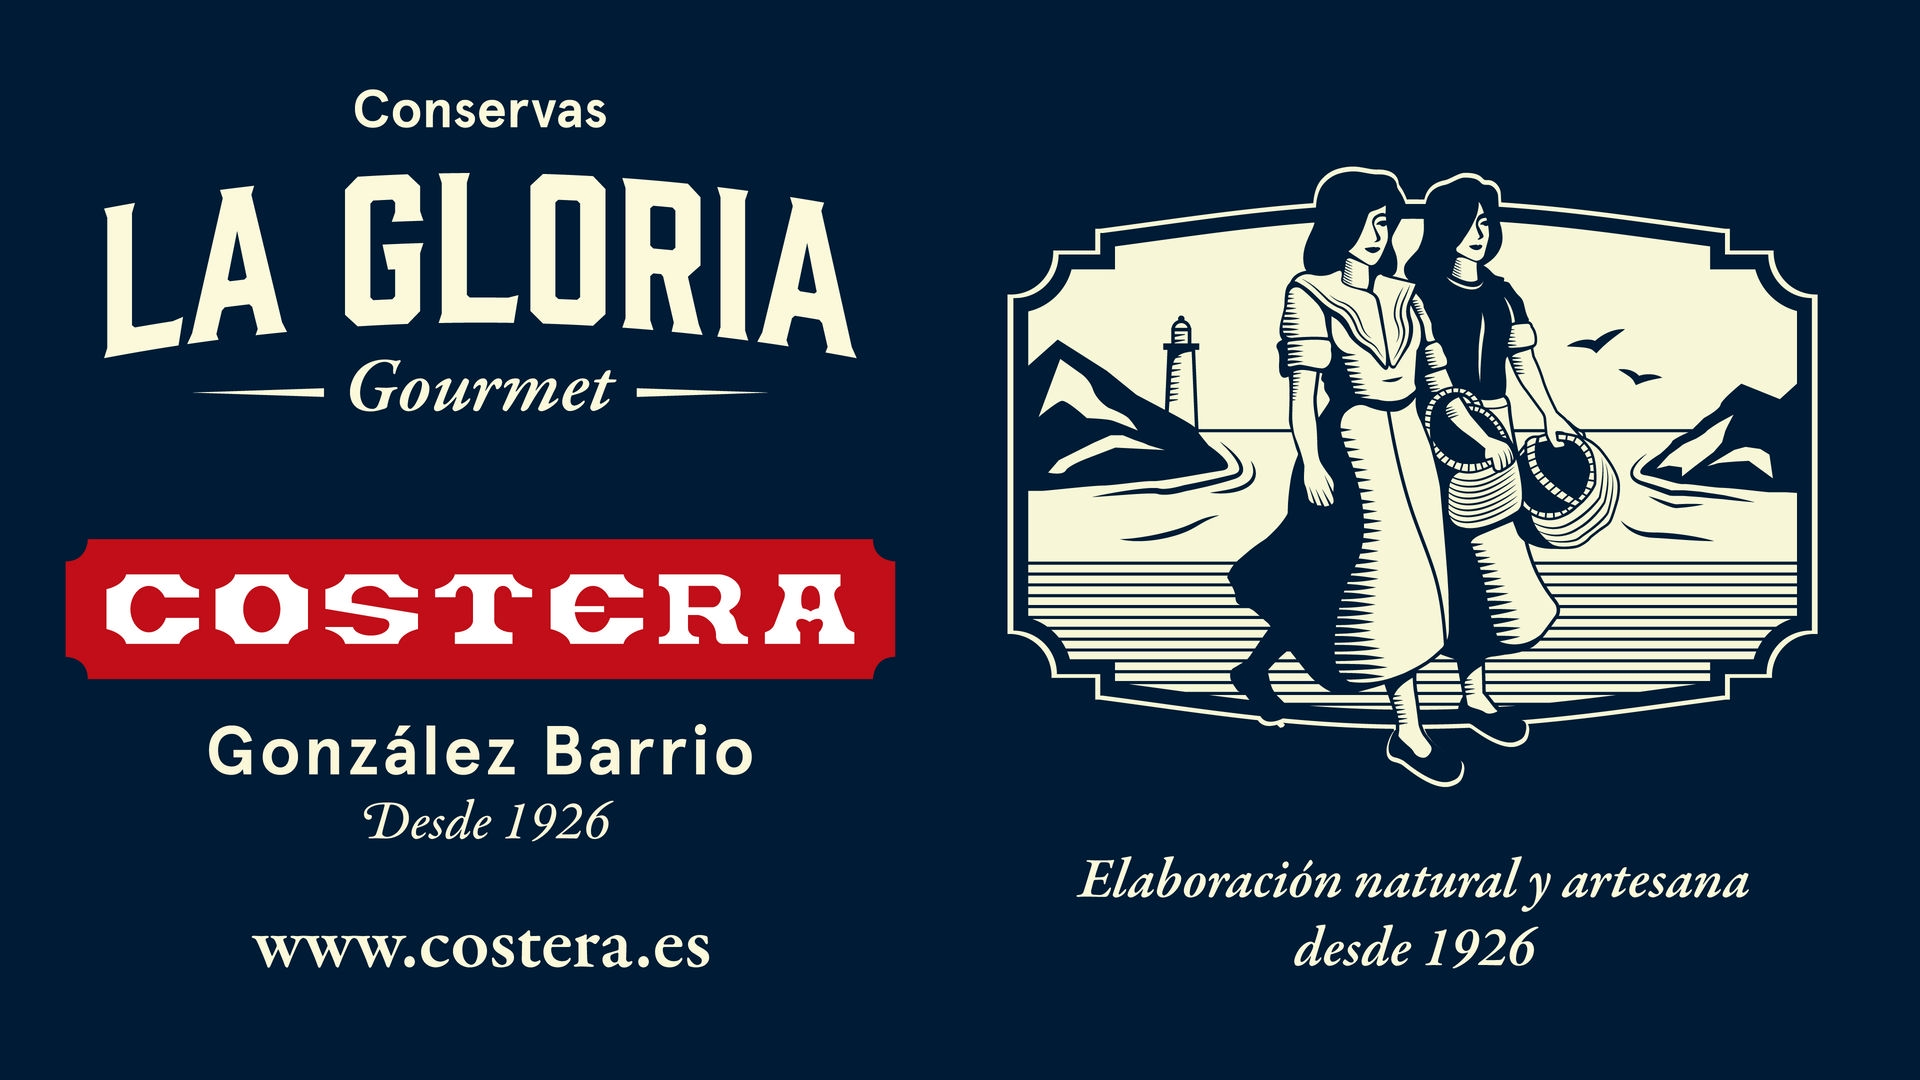 Conservas
LA GLORIA
Gourmet
COSTERA
González Barrio
Desde 1926
www.costera.es
Elaboración natural y artesana
desde 1926